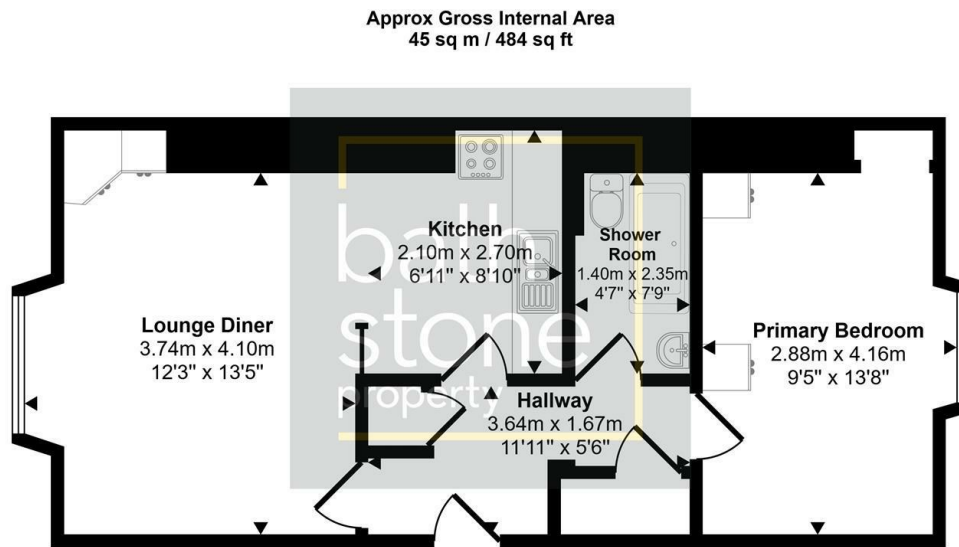 Approx Gross Internal Area
45 sq m / 484 sq ft
bath
stone
property
Kitchen
2.10m x 2.70m
6'11" x 8'10"
Shower
Room
1.40m x 2.35m
4'7" x 7'9"
Lounge Diner
3.74m x 4.10m
12'3" x 13'5"
Primary Bedroom
2.88m x 4.16m
9'5" x 13'8"
Hallway
3.64m x 1.67m
11'11" x 5'6"